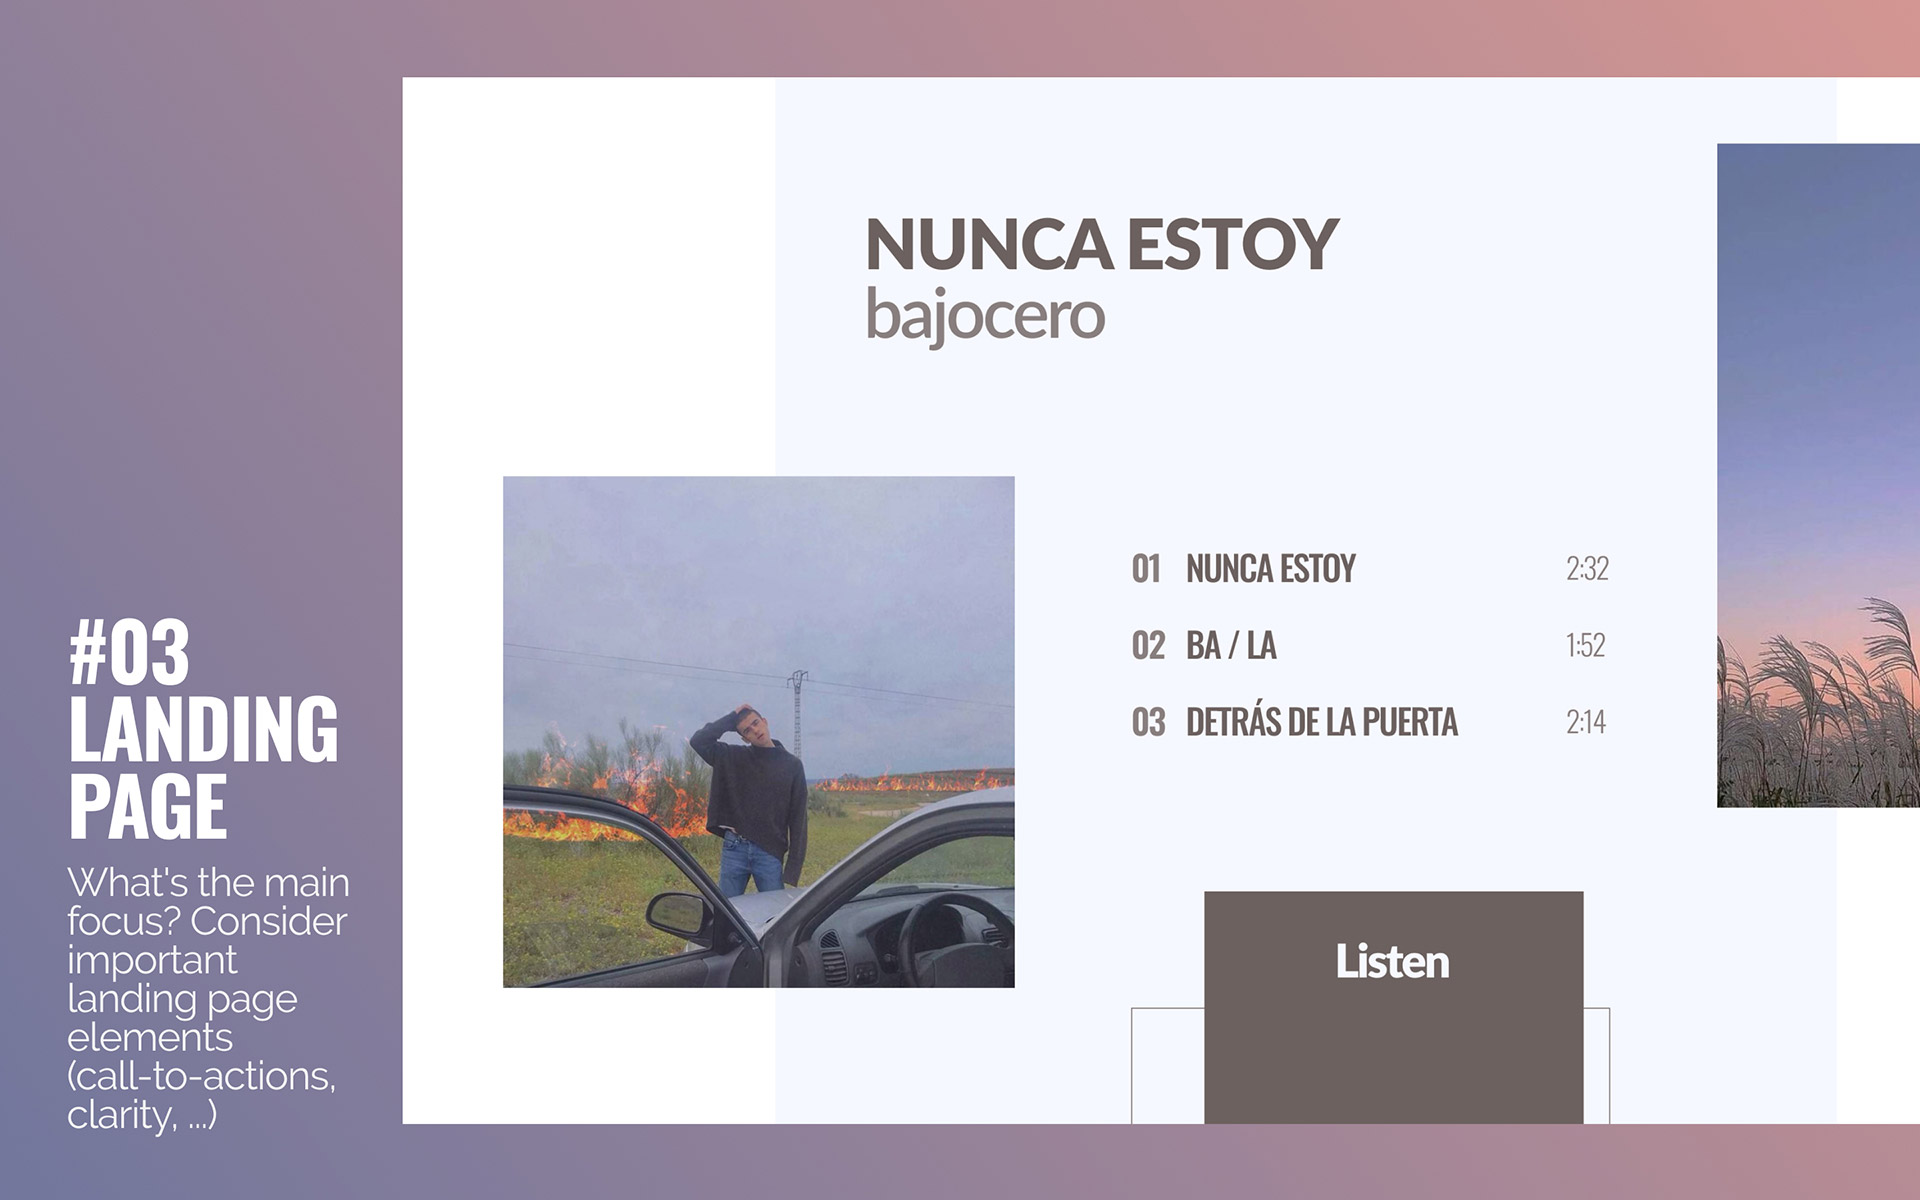 #03
LANDING
PAGE
What's the main
focus? Consider
important
landing page
elements
(call-to-actions,
clarity, ...)
NUNCA ESTOY
bajocero
01 NUNCA ESTOY 2:32
02 BA / LA 1:52
03 DETRÁS DE LA PUERTA 2:14
Listen